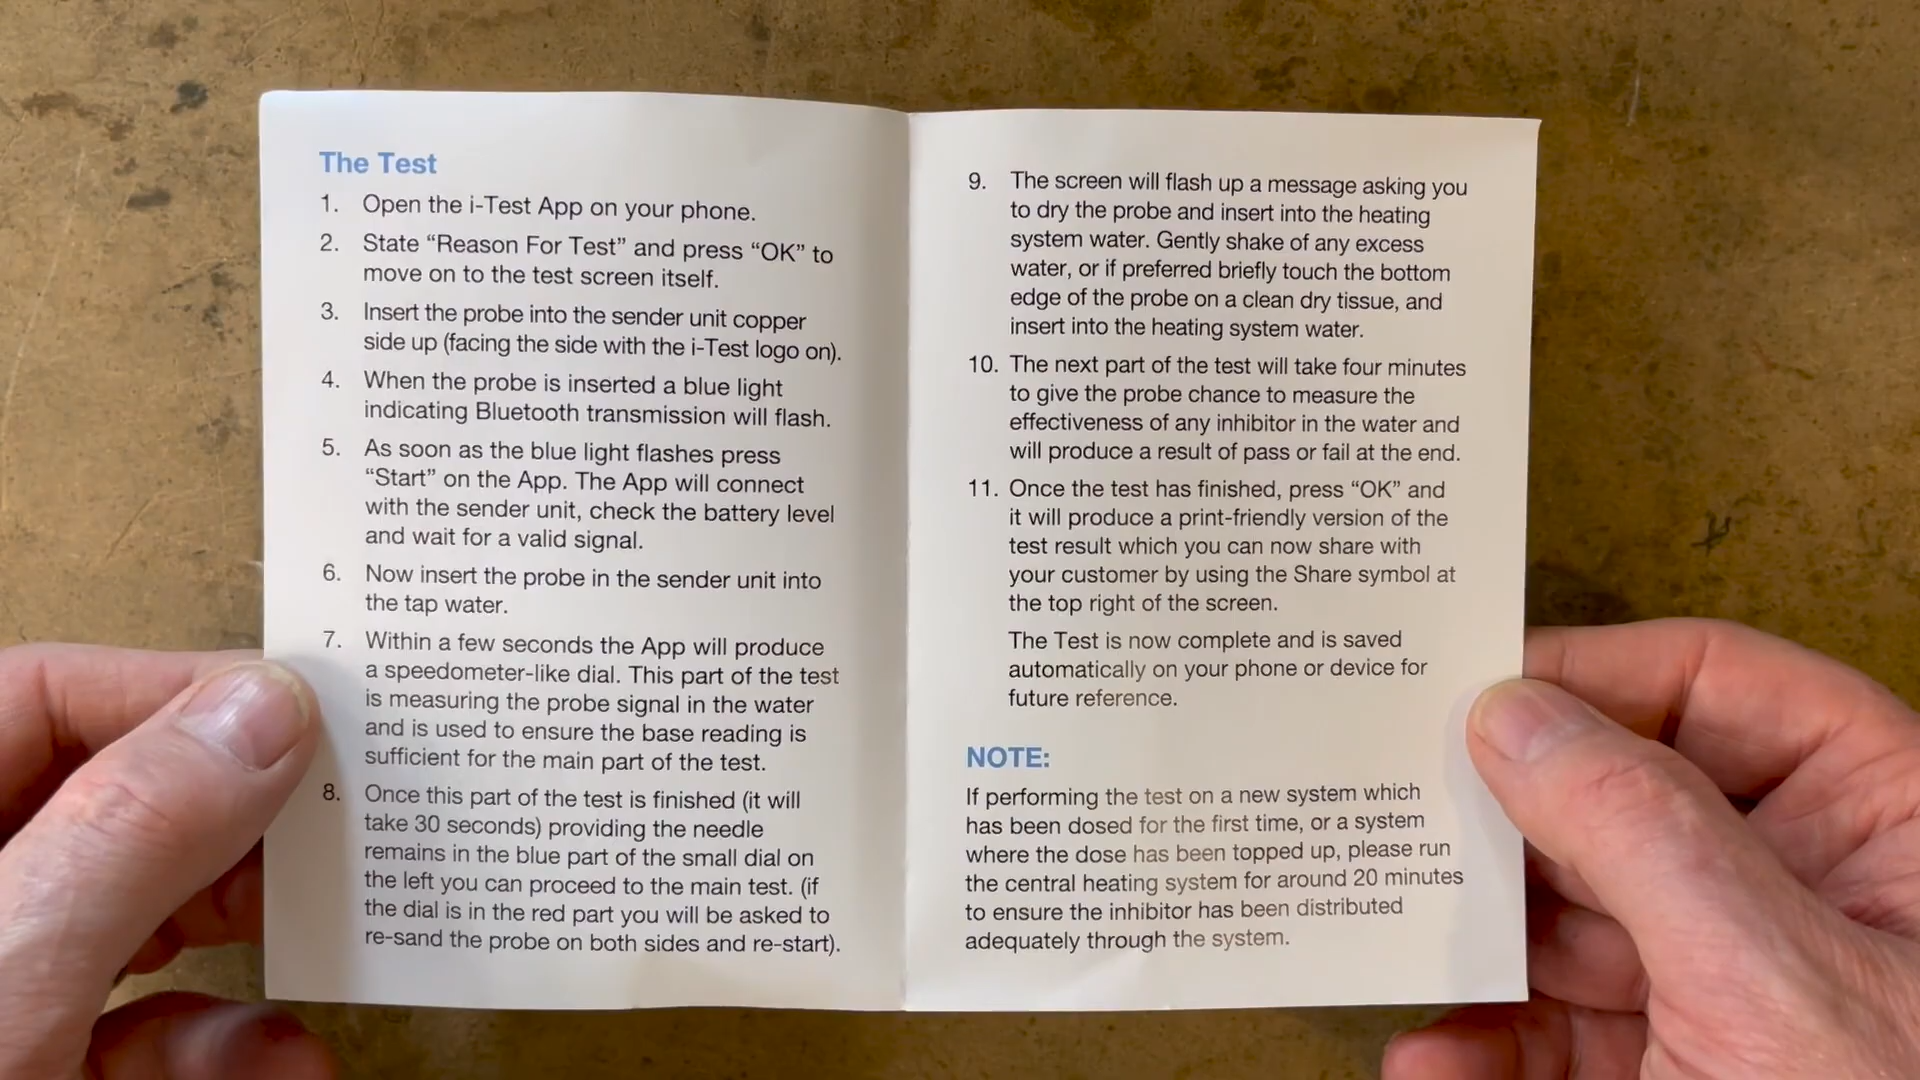 The Test
1. Open the i-Test App on your phone.
2. State “Reason For Test” and press “OK” to
move on to the test screen itself.
3. Insert the probe into the sender unit copper
side up (facing the side with the i-Test logo on).
4. When the probe is inserted a blue light
indicating Bluetooth transmission will flash.
5. As soon as the blue light flashes press
“Start” on the App. The App will connect
with the sender unit, check the battery level
and wait for a valid signal.
6. Now insert the probe in the sender unit into
the tap water.
7. Within a few seconds the App will produce
a speedometer-like dial. This part of the test
is measuring the probe signal in the water
and is used to ensure the base reading is
sufficient for the main part of the test.
8. Once this part of the test is finished (it will
take 30 seconds) providing the needle
remains in the blue part of the small dial on
the left you can proceed to the main test. (if
the dial is in the red part you will be asked to
re-sand the probe on both sides and re-start).
9. The screen will flash up a message asking you
to dry the probe and insert into the heating
system water. Gently shake of any excess
water, or if preferred briefly touch the bottom
edge of the probe on a clean dry tissue, and
insert into the heating system water.
10. The next part of the test will take four minutes
to give the probe chance to measure the
effectiveness of any inhibitor in the water and
will produce a result of pass or fail at the end.
11. Once the test has finished, press “OK” and
it will produce a print-friendly version of the
test result which you can now share with
your customer by using the Share symbol at
the top right of the screen.
The Test is now complete and is saved
automatically on your phone or device for
future reference.
NOTE:
If performing the test on a new system which
has been dosed for the first time, or a system
where the dose has been topped up, please run
the central heating system for around 20 minutes
to ensure the inhibitor has been distributed
adequately through the system.